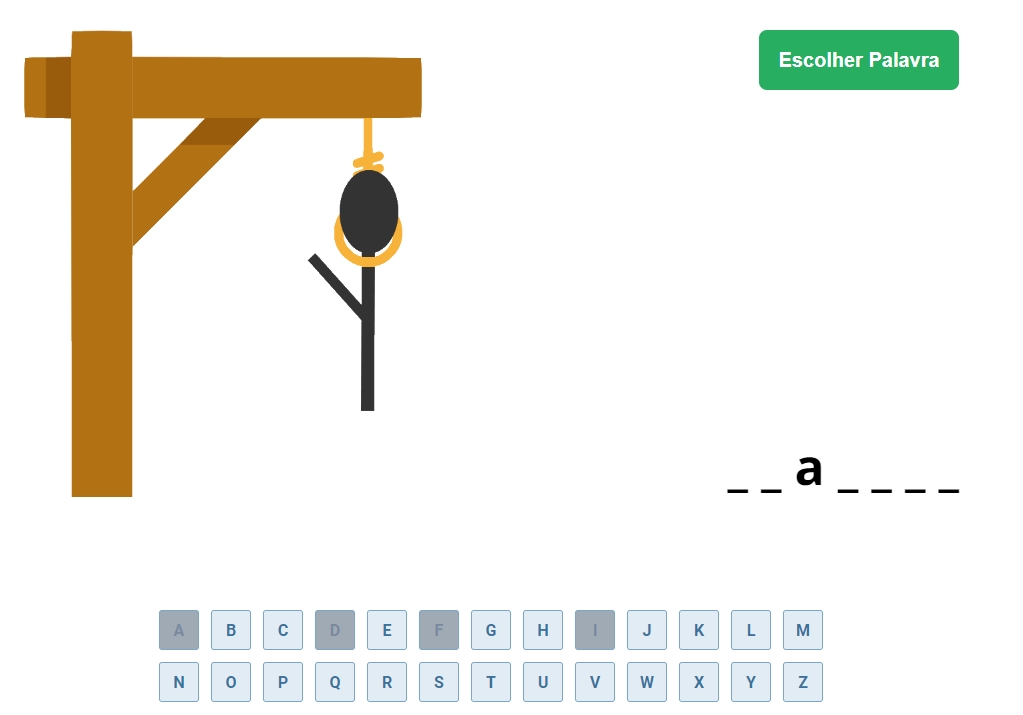 Escolher Palavra
_ _ a _ _ _ _
A B C D E F G H I J K L M
N O P Q R S T U V W X Y Z